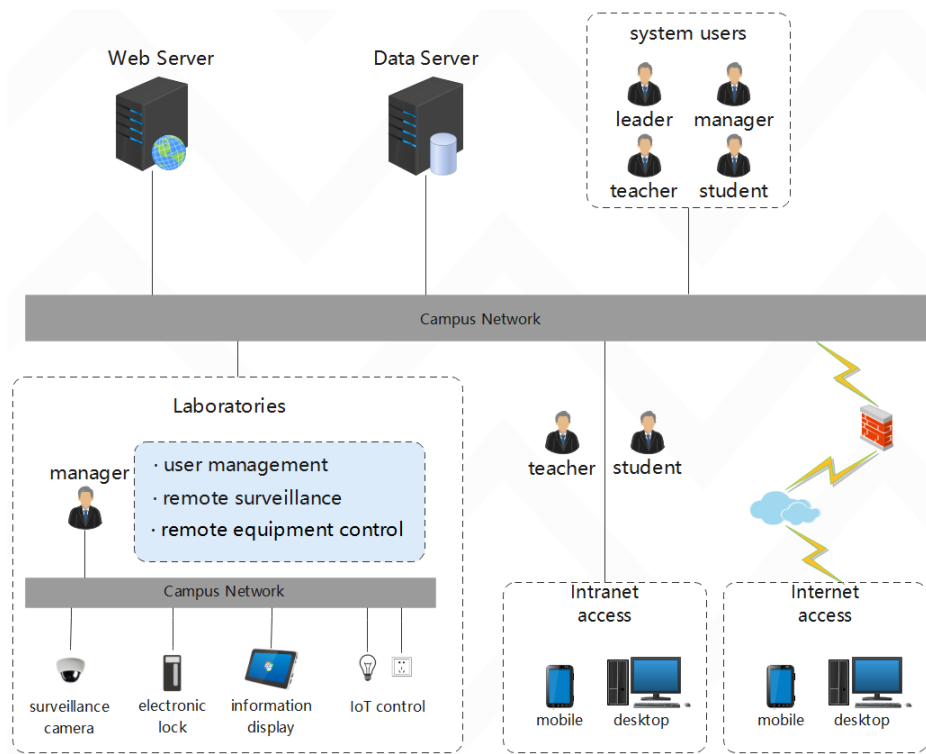 Web Server
Data Server
system users
leader
manager
teacher
student
Campus Network
Laboratories
manager
· user management
· remote surveillance
· remote equipment control
Campus Network
surveillance
camera
electronic
lock
information
display
IoT control
teacher
student
Intranet
access
mobile
desktop
Internet
access
mobile
desktop